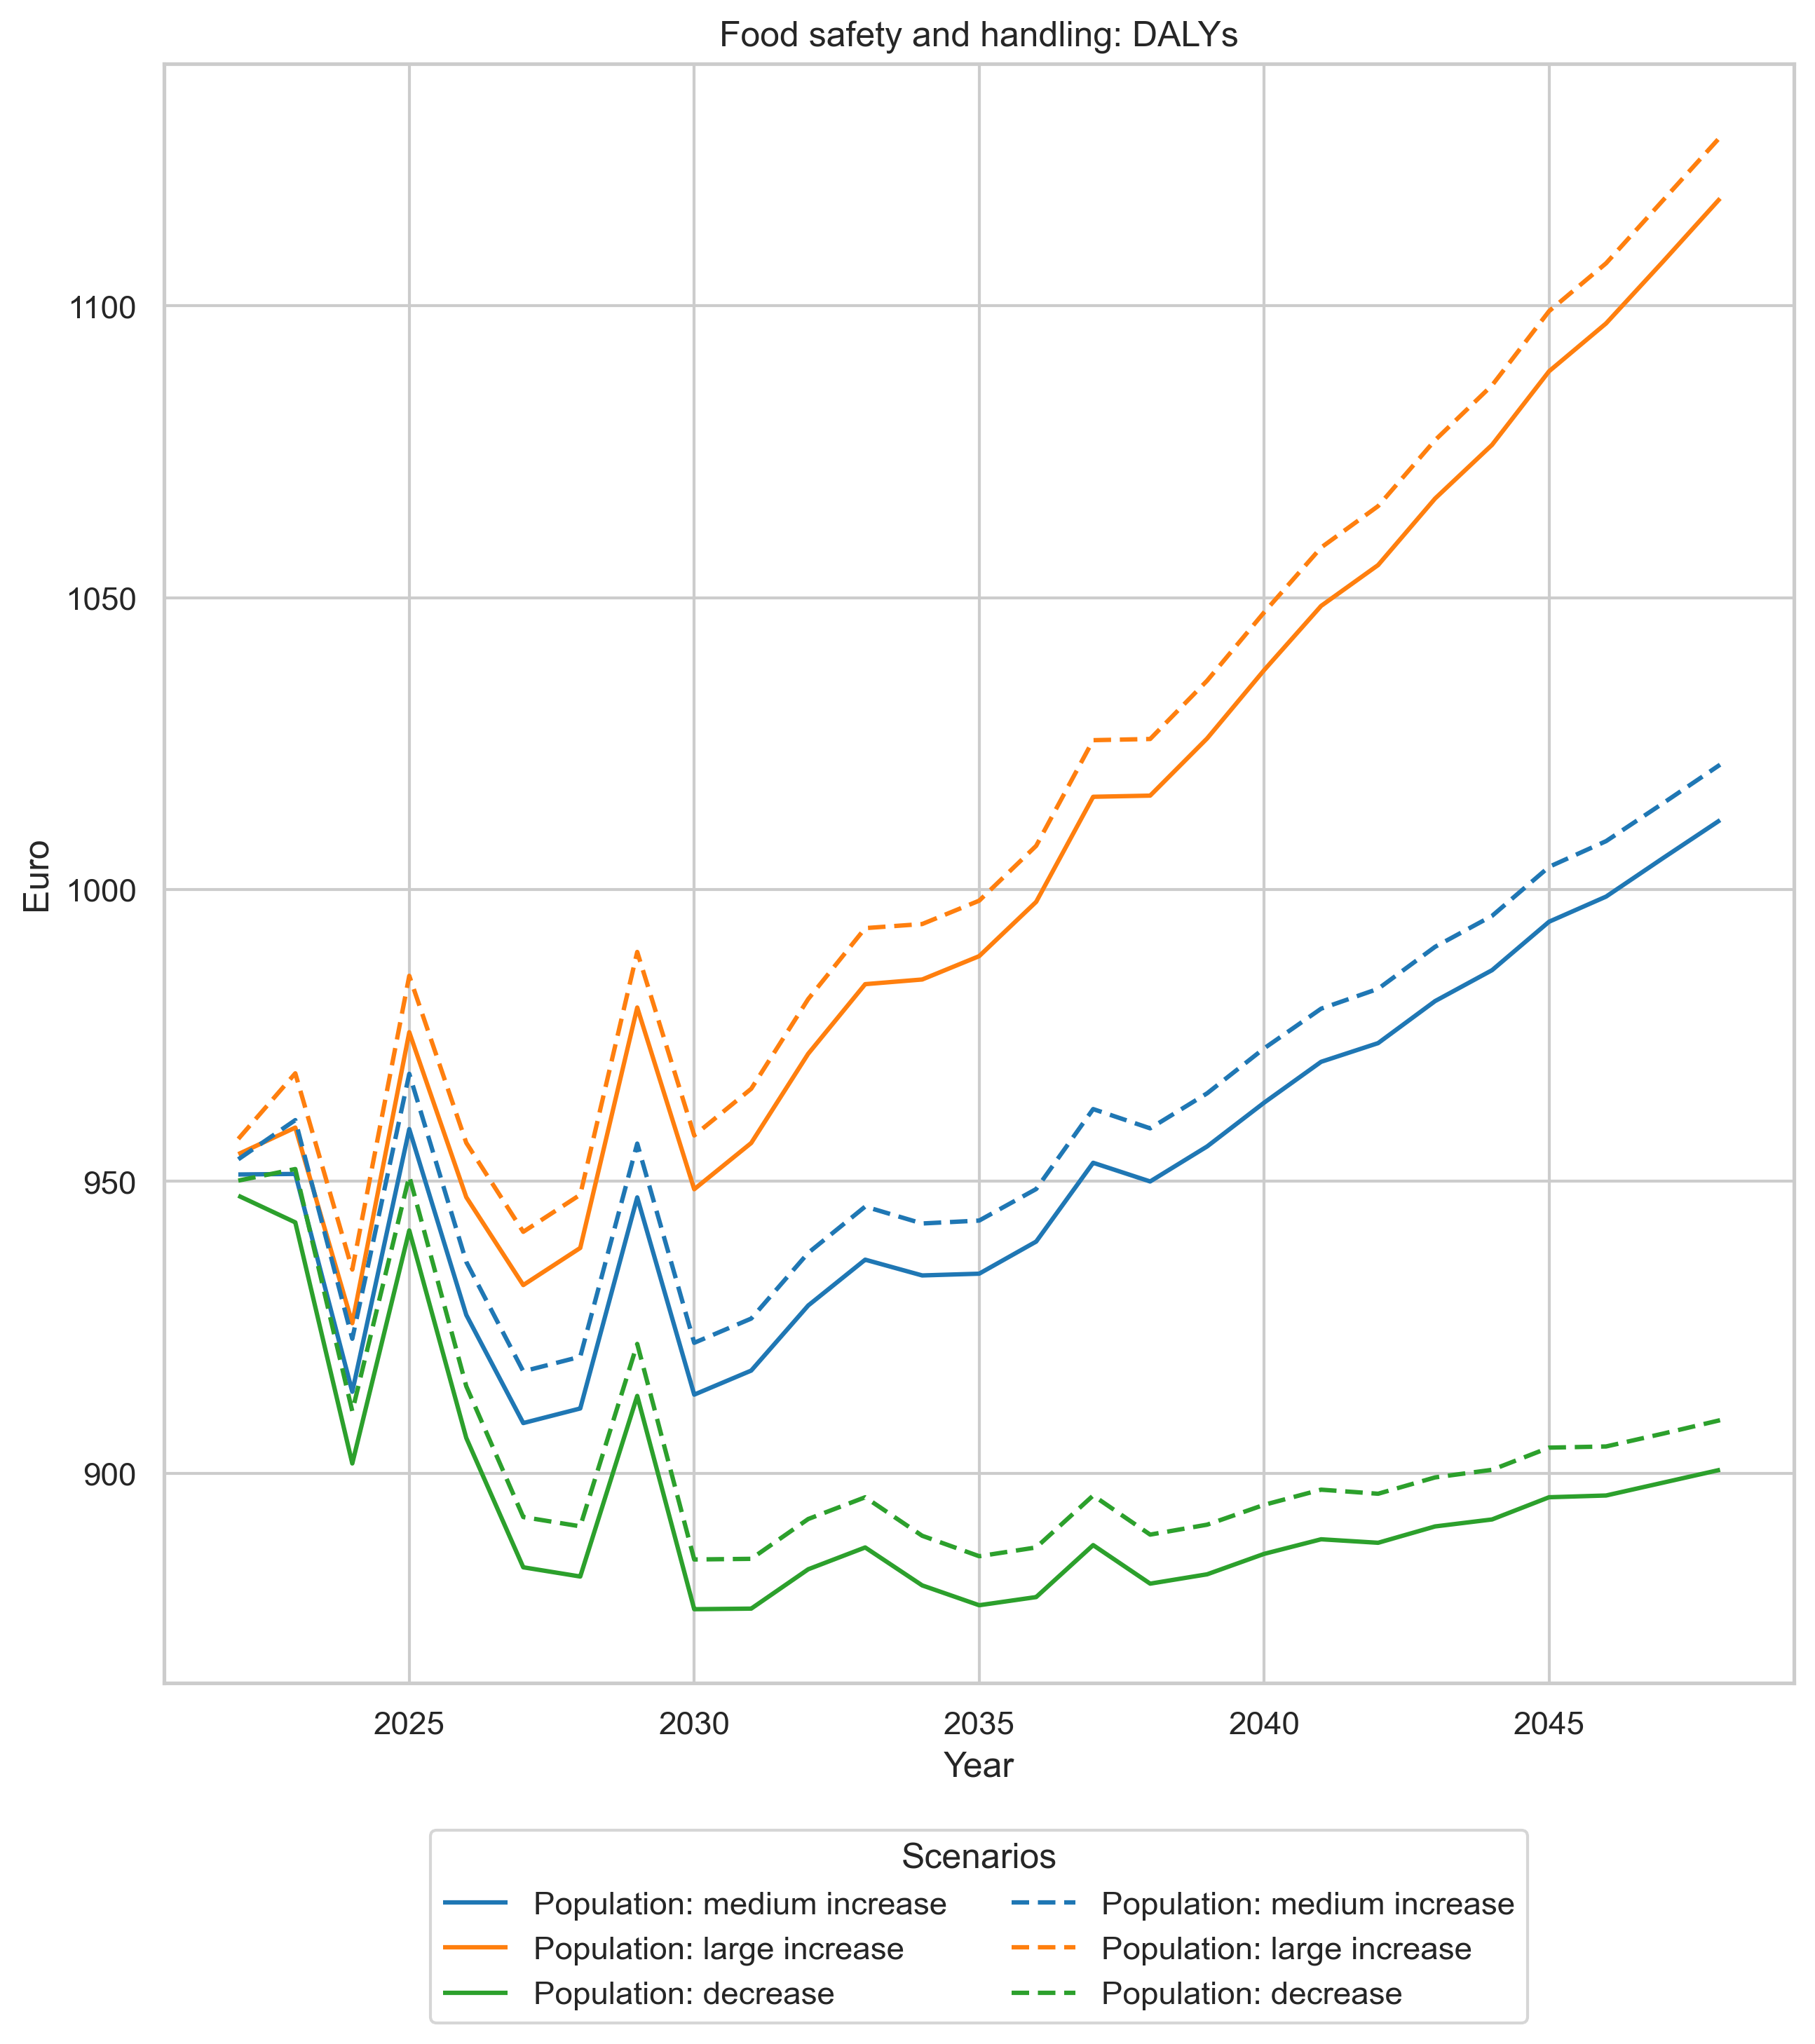 Food safety and handling: DALYs
1100
1050
1000
950
900
Euro
2025 2030 2035 2040 2045
Year
Scenarios
Population: medium increase Population: medium increase
Population: large increase Population: large increase
Population: decrease Population: decrease